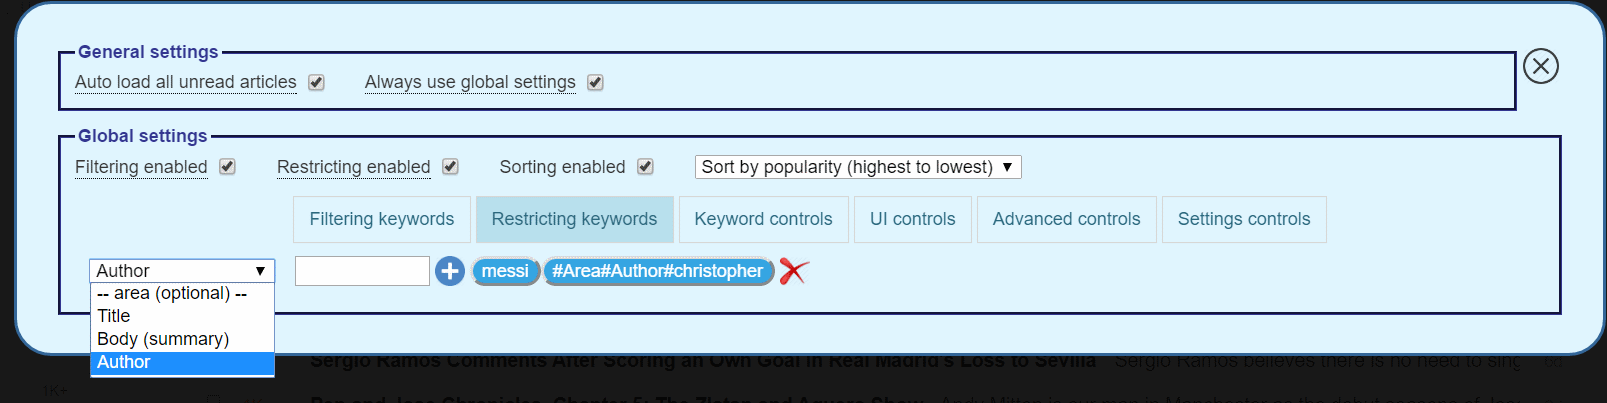 General settings
Auto load all unread articles Always use global settings
Global settings
Filtering enabled Restricting enabled Sorting enabled Sort by popularity (highest to lowest)
Filtering keywords Restricting keywords Keyword controls UI controls Advanced controls Settings controls
Author messi #Area#Author#christopher
-- area (optional) --
Title
Body (summary)
Author
Sergio Ramos Comments After Scoring an Own Goal in Real Madrid's Loss to Sevilla Sergio Ramos believes there is no need to sing
1K+